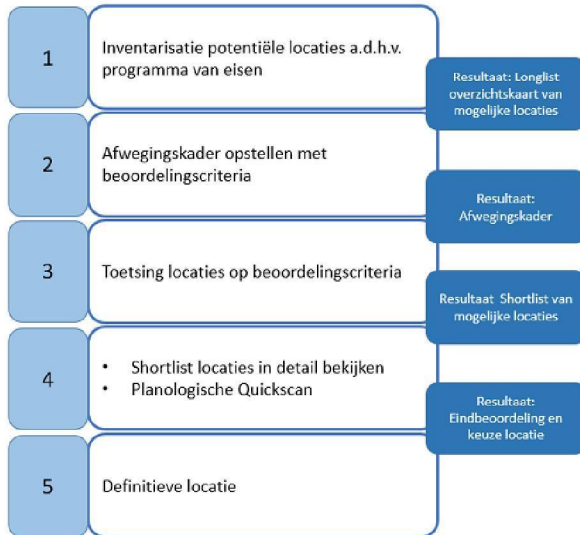 1
Inventarisatie potentiële locaties a.d.h.v.
programma van eisen
Resultaat: Longlist
overzichtskaart van
mogelijke locaties
2
Afwegingskader opstellen met
beoordelingscriteria
Resultaat:
Afwegingskader
3
Toetsing locaties op beoordelingscriteria
Resultaat Shortlist van
mogelijke locaties
4
• Shortlist locaties in detail bekijken
• Planologische Quickscan
Resultaat:
Eindbeoordeling en
keuze locatie
5
Definitieve locatie